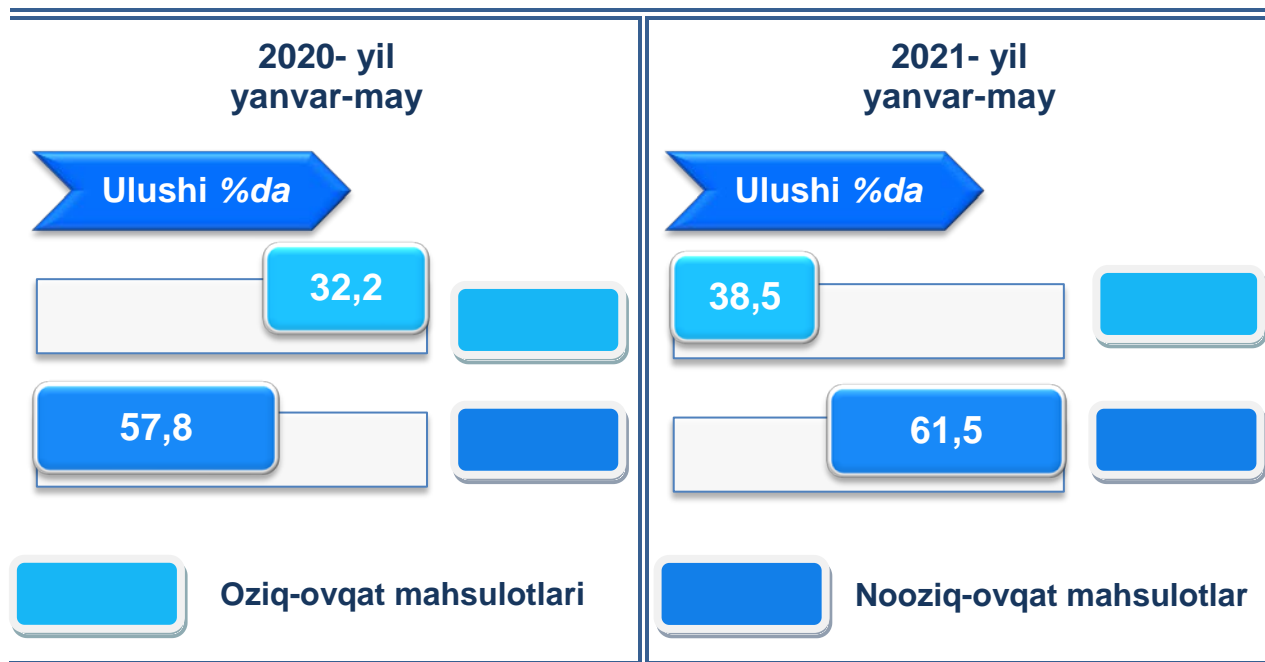 2020- yil
yanvar-may
Ulushi %da
32,2
57,8
2021- yil
yanvar-may
Ulushi %da
38,5
61,5
Oziq-ovqat mahsulotlari
Nooziq-ovqat mahsulotlar